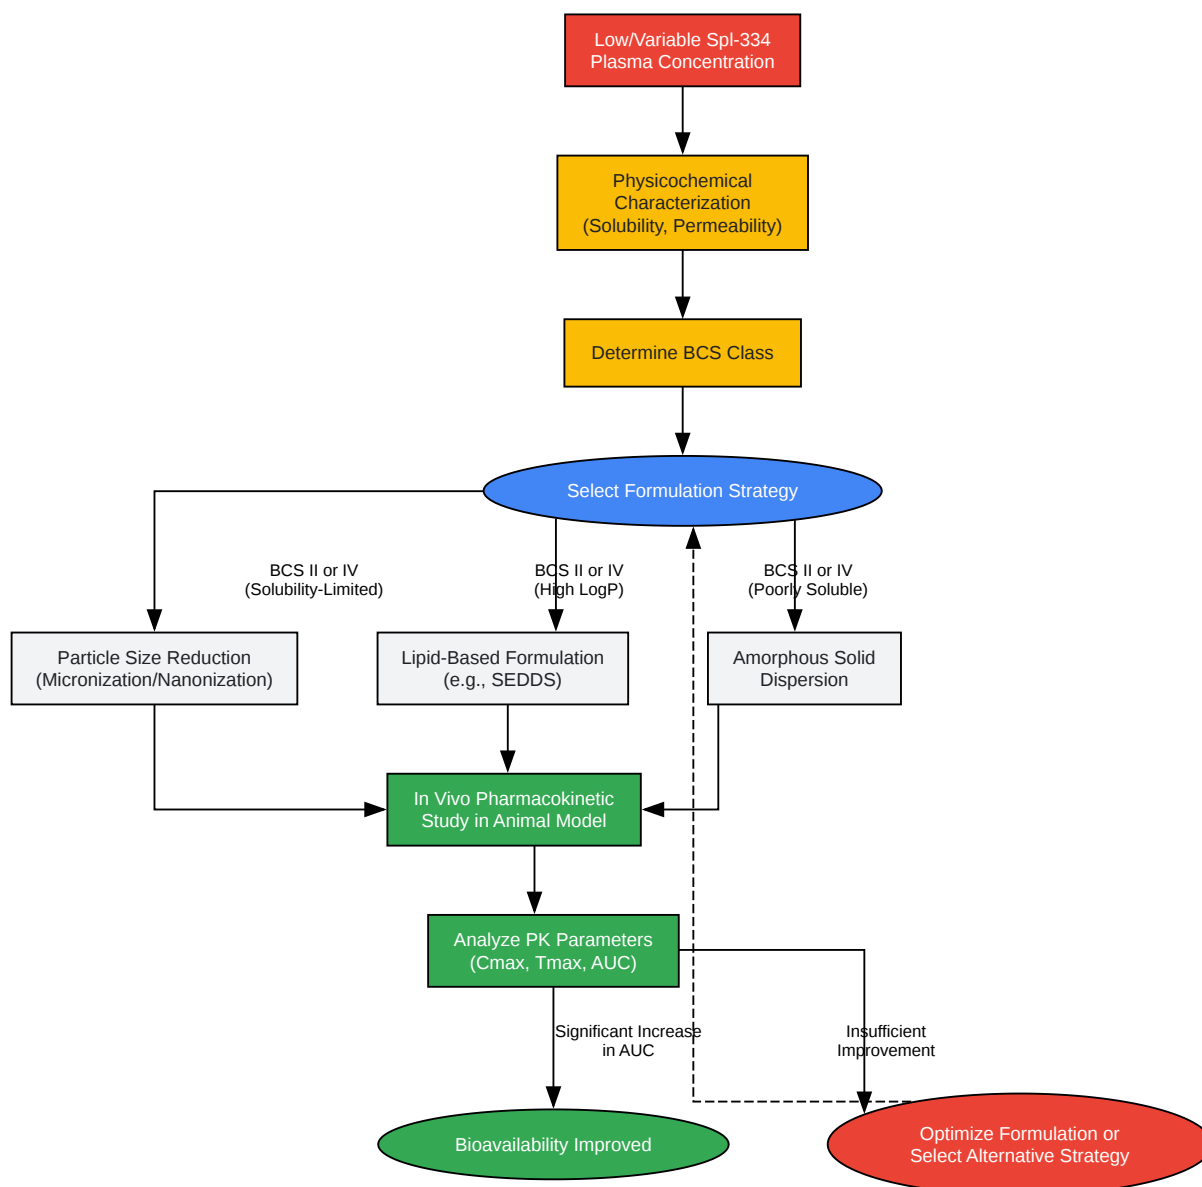 Low/Variable Spl-334
Plasma Concentration
Physicochemical
Characterization
(Solubility, Permeability)
Determine BCS Class
Select Formulation Strategy
BCS II or IV
(Solubility-Limited)
BCS II or IV
(High LogP)
BCS II or IV
(Poorly Soluble)
Particle Size Reduction
(Micronization/Nanonization)
Lipid-Based Formulation
(e.g., SEDDS)
Amorphous Solid
Dispersion
In Vivo Pharmacokinetic
Study in Animal Model
Analyze PK Parameters
(Cmax, Tmax, AUC)
Significant Increase
in AUC
Insufficient
Improvement
Bioavailability Improved
Optimize Formulation or
Select Alternative Strategy